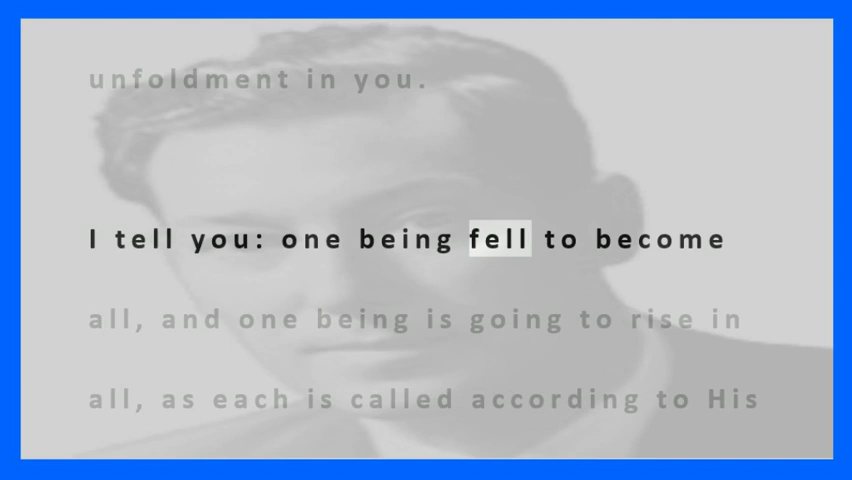 unfoldment in you.
I tell you: one being fell to become
all, and one being is going to rise in
all, as each is called according to His